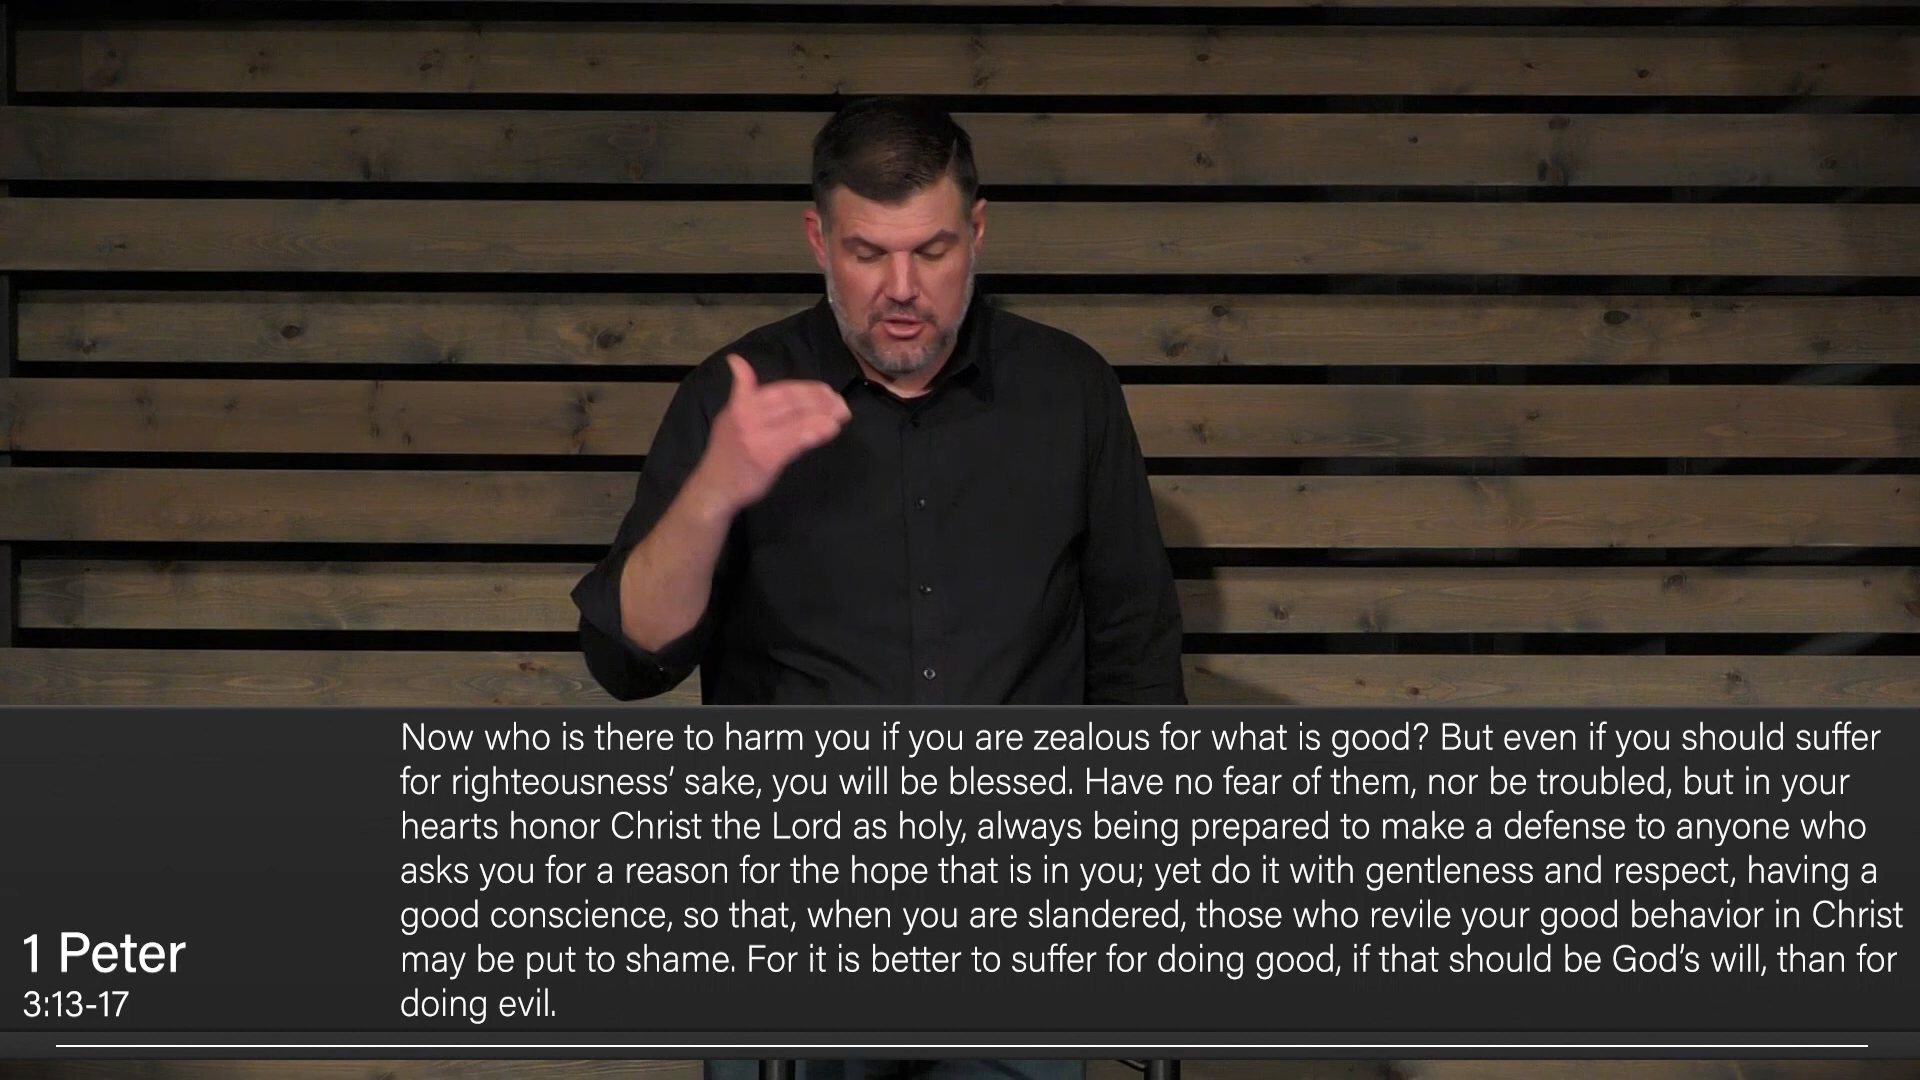 Now who is there to harm you if you are zealous for what is good? But even if you should suffer
for righteousness’ sake, you will be blessed. Have no fear of them, nor be troubled, but in your
hearts honor Christ the Lord as holy, always being prepared to make a defense to anyone who
asks you for a reason for the hope that is in you; yet do it with gentleness and respect, having a
good conscience, so that, when you are slandered, those who revile your good behavior in Christ
may be put to shame. For it is better to suffer for doing good, if that should be God’s will, than for
doing evil.
1 Peter
3:13-17